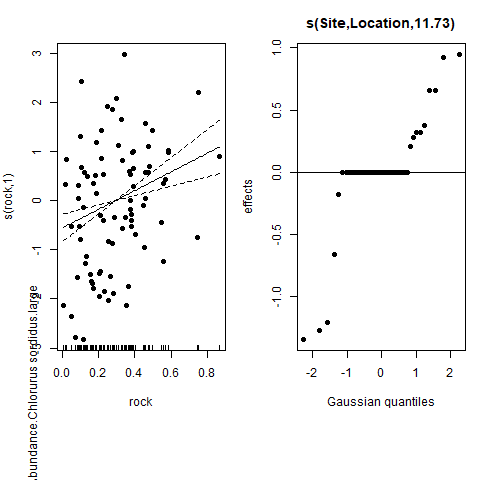 s(Site,Location,11.73)
3
2
1
0
-1
-2
-3
s(rock,1)
.bundance.Chlorurus sordidus.large
0.0 0.2 0.4 0.6 0.8
rock
1.0
0.5
0.0
-0.5
-1.0
effects
-2 -1 0 1 2
Gaussian quantiles